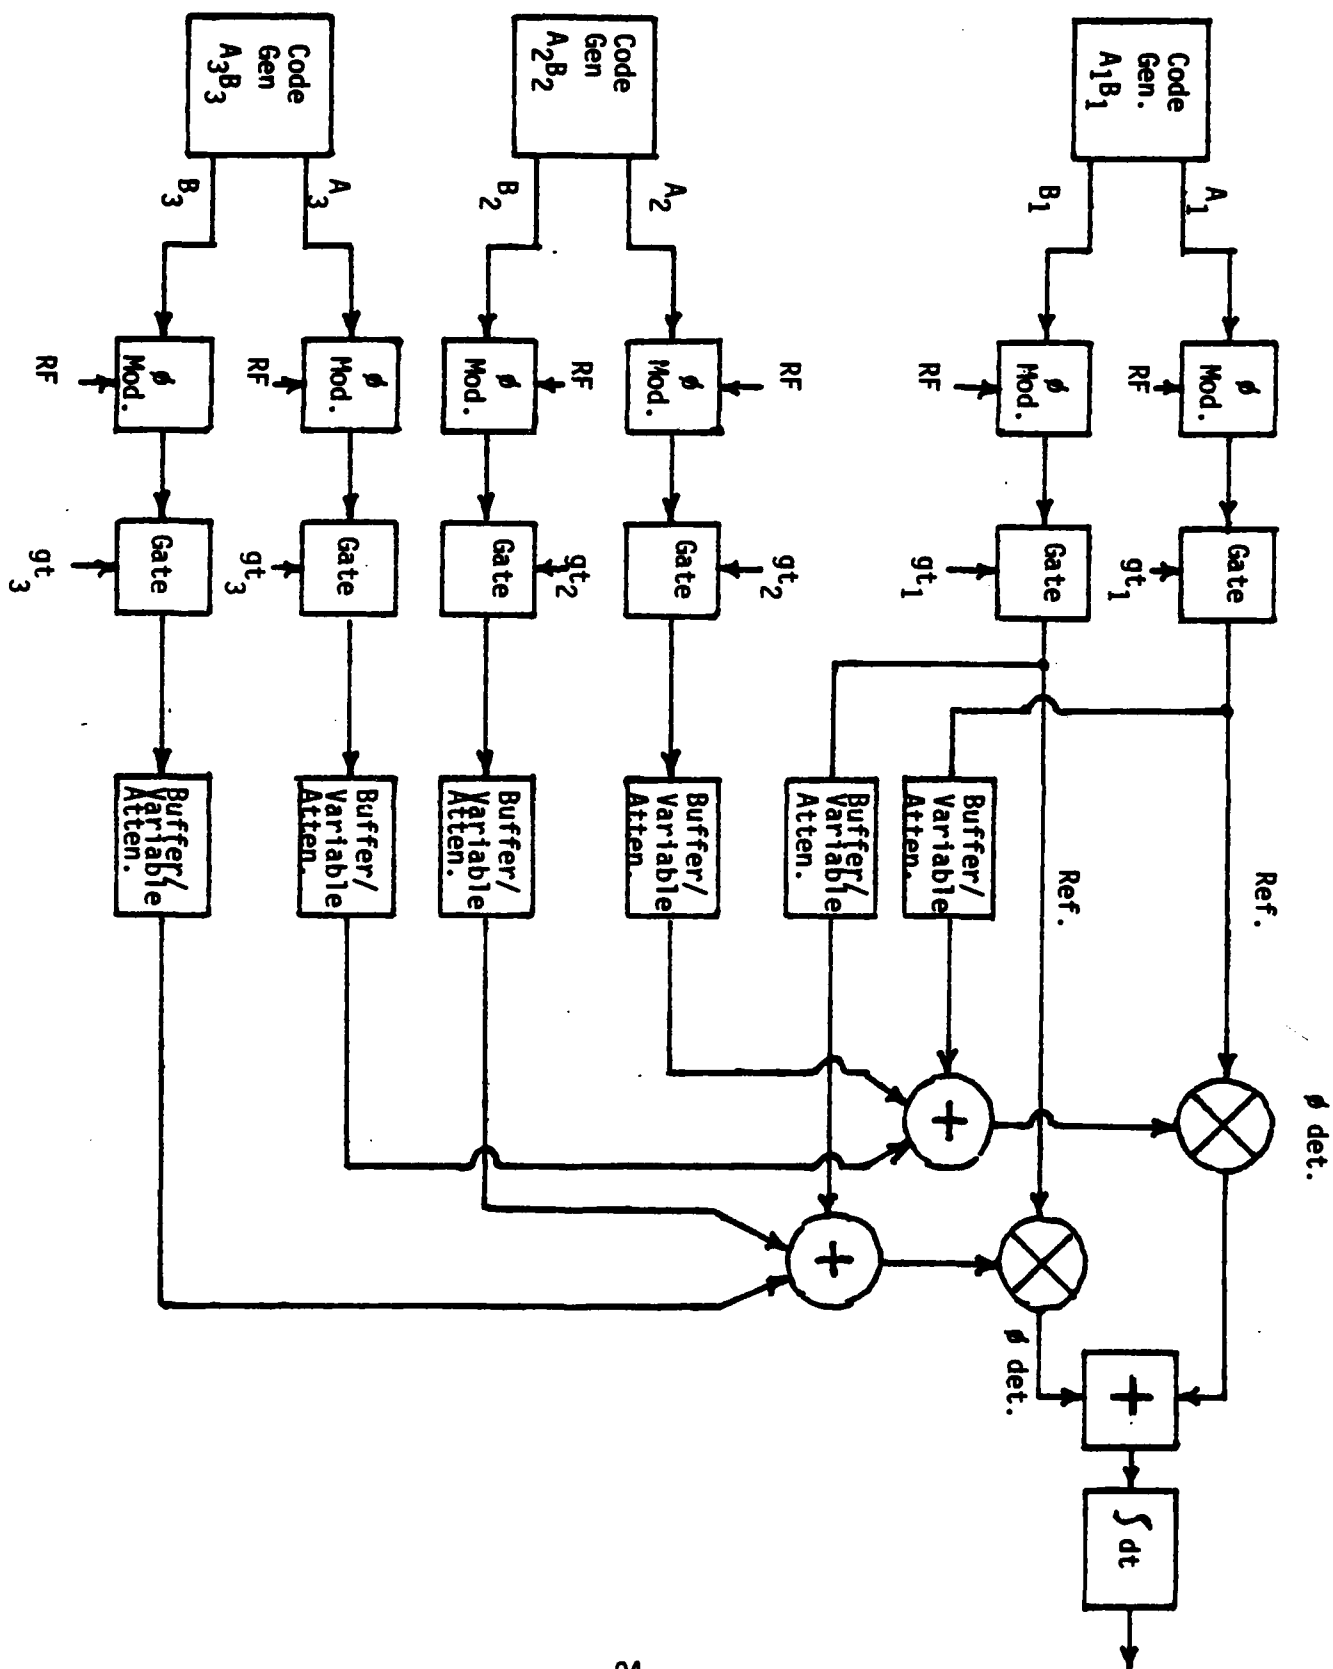 Code
Gen.
A₁B₁
A₁
B₁
ø
Mod.
RF
Gate
gt₁
Ref.
ø det.
ø
Mod.
RF
Gate
gt₁
Ref.
ø det.
+
∫ dt
Buffer/
Variable
Atten.
+
Buffer/
Variable
Atten.
+
Code
Gen
A₂B₂
A₂
B₂
RF
ø
Mod.
gt₂
Gate
Buffer/
Variable
Atten.
RF
ø
Mod.
gt₂
Gate
Buffer/
Variable
Atten.
Code
Gen
A₃B₃
A₃
B₃
ø
Mod.
RF
Gate
gt₃
Buffer/
Variable
Atten.
ø
Mod.
RF
Gate
gt₃
Buffer/
Variable
Atten.